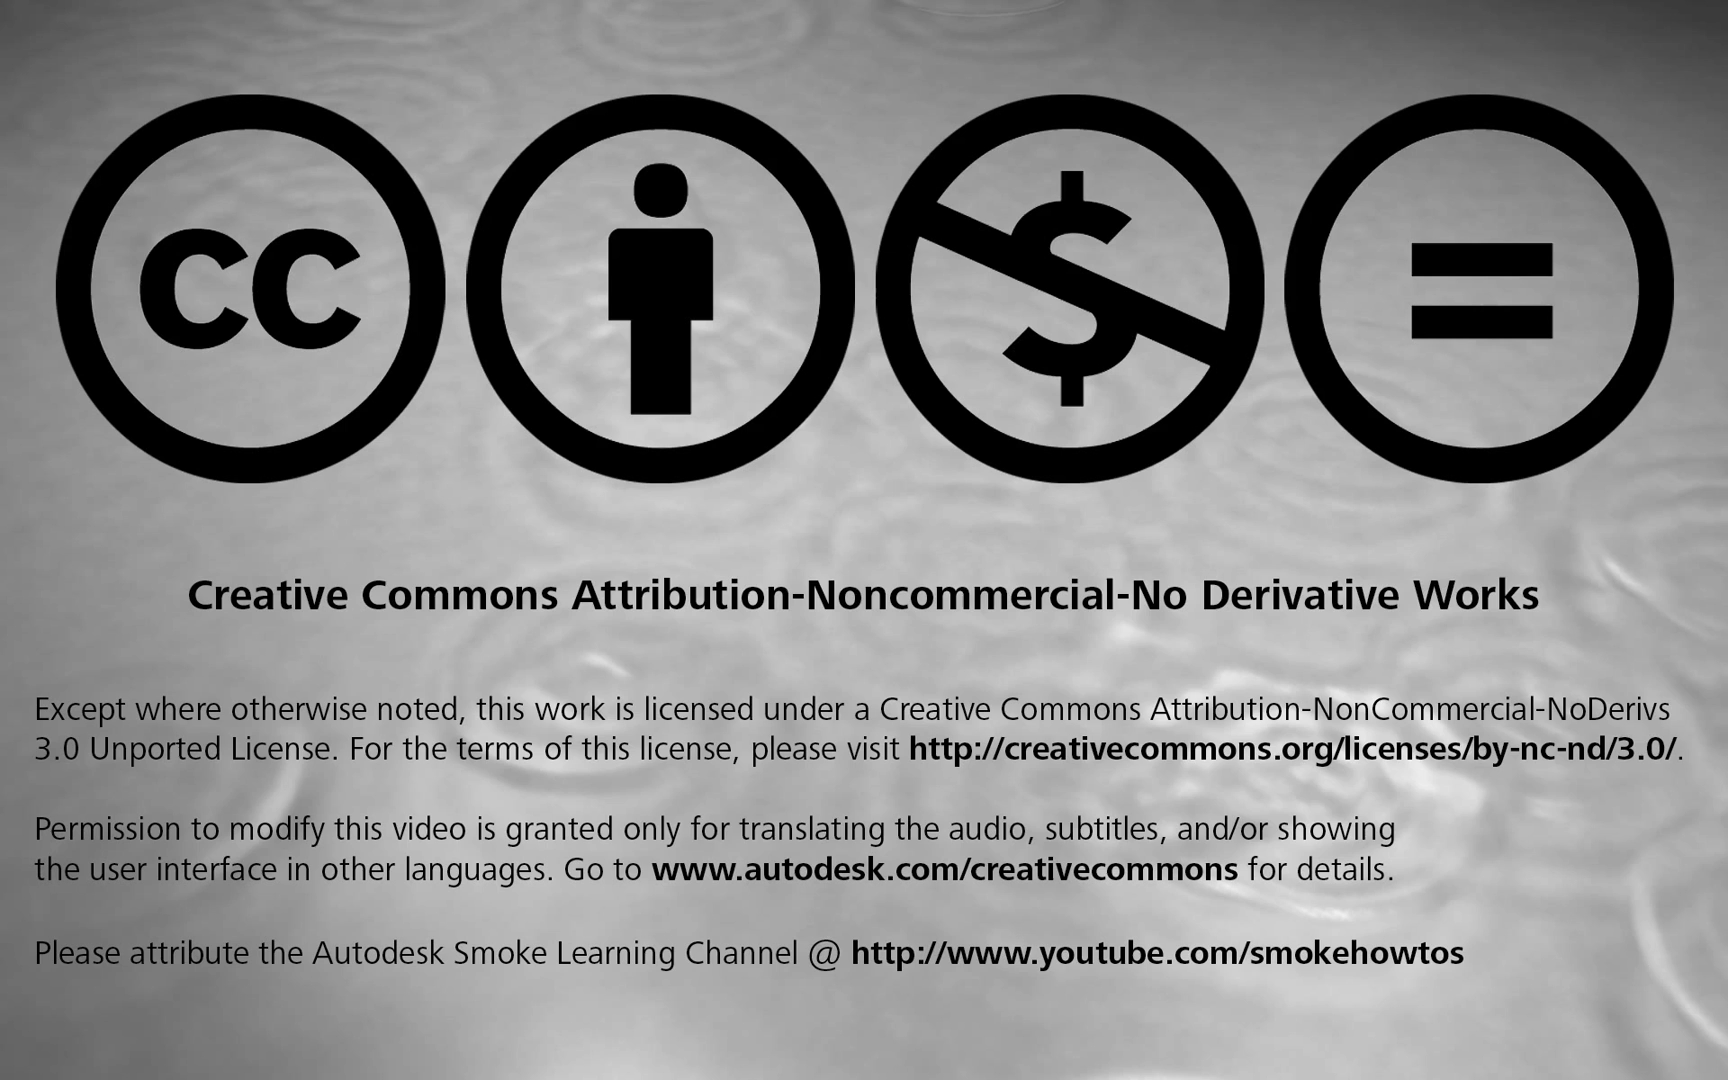 cc $ =
Creative Commons Attribution-Noncommercial-No Derivative Works
Except where otherwise noted, this work is licensed under a Creative Commons Attribution-NonCommercial-NoDerivs
3.0 Unported License. For the terms of this license, please visit http://creativecommons.org/licenses/by-nc-nd/3.0/.
Permission to modify this video is granted only for translating the audio, subtitles, and/or showing
the user interface in other languages. Go to www.autodesk.com/creativecommons for details.
Please attribute the Autodesk Smoke Learning Channel @ http://www.youtube.com/smokehowtos